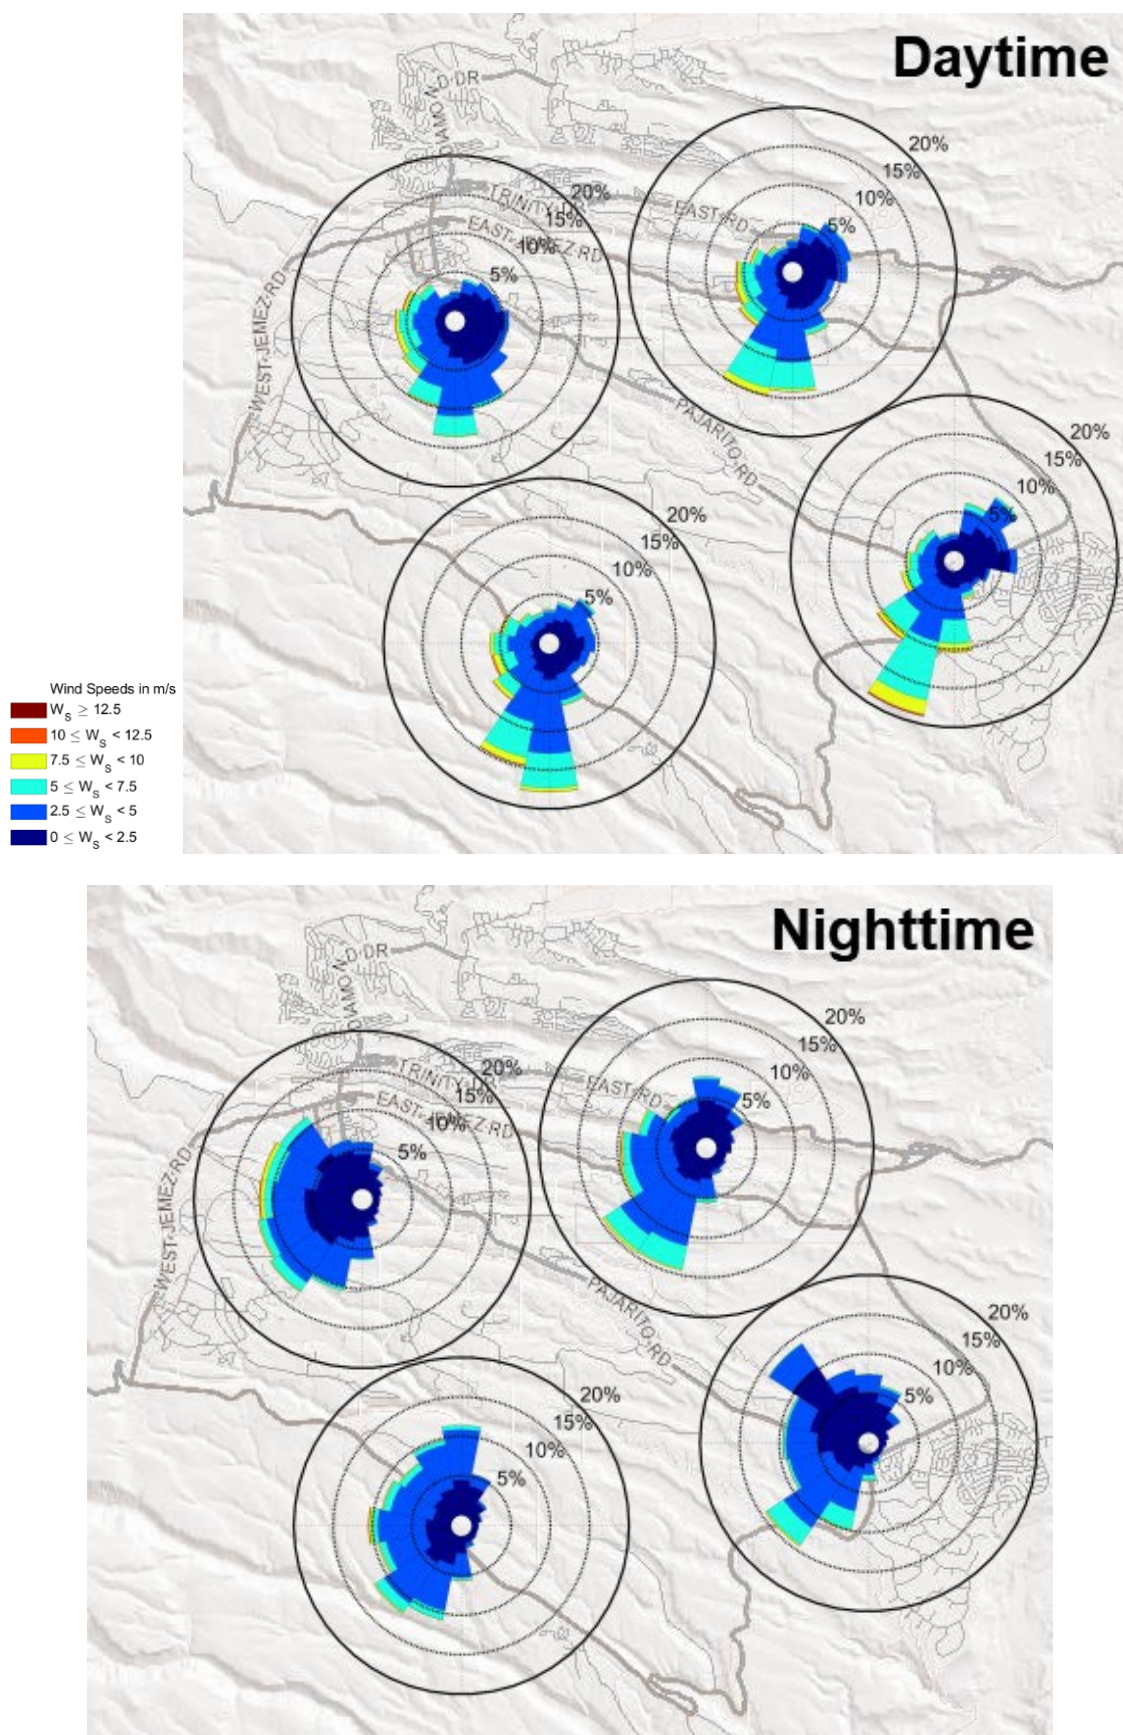 Daytime
DIAMOND DR
20%
15%
10%
5%
TRINITY DR
20%
15%
10%
5%
EAST RD
EAST JEMEZ RD
WEST JEMEZ RD
PAJARITO RD
20%
15%
10%
5%
20%
15%
10%
5%
Wind Speeds in m/s
W_S ≥ 12.5
10 ≤ W_S < 12.5
7.5 ≤ W_S < 10
5 ≤ W_S < 7.5
2.5 ≤ W_S < 5
0 ≤ W_S < 2.5
Nighttime
DIAMOND DR
20%
15%
10%
5%
TRINITY DR
20%
15%
10%
5%
EAST RD
EAST JEMEZ RD
WEST JEMEZ RD
PAJARITO RD
20%
15%
10%
5%
20%
15%
10%
5%